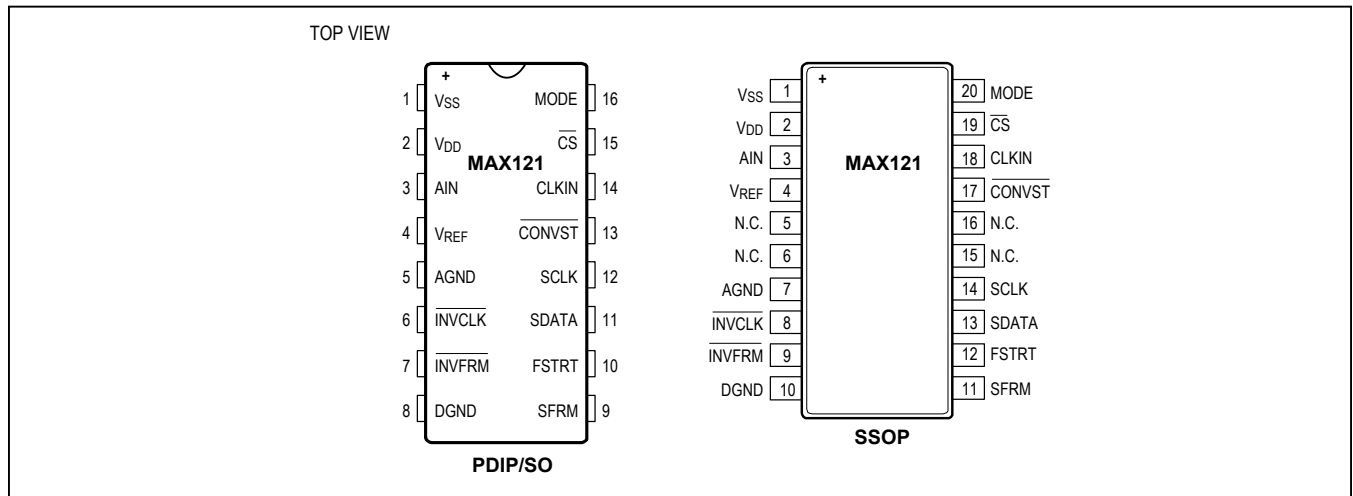 TOP VIEW
+
1 VSS MODE 16
2 VDD CS 15
MAX121
3 AIN CLKIN 14
4 VREF CONVST 13
5 AGND SCLK 12
6 INVCLK SDATA 11
7 INVFRM FSTRT 10
8 DGND SFRM 9
PDIP/SO
+
VSS 1 20 MODE
VDD 2 19 CS
AIN 3 MAX121 18 CLKIN
VREF 4 17 CONVST
N.C. 5 16 N.C.
N.C. 6 15 N.C.
AGND 7 14 SCLK
INVCLK 8 13 SDATA
INVFRM 9 12 FSTRT
DGND 10 11 SFRM
SSOP